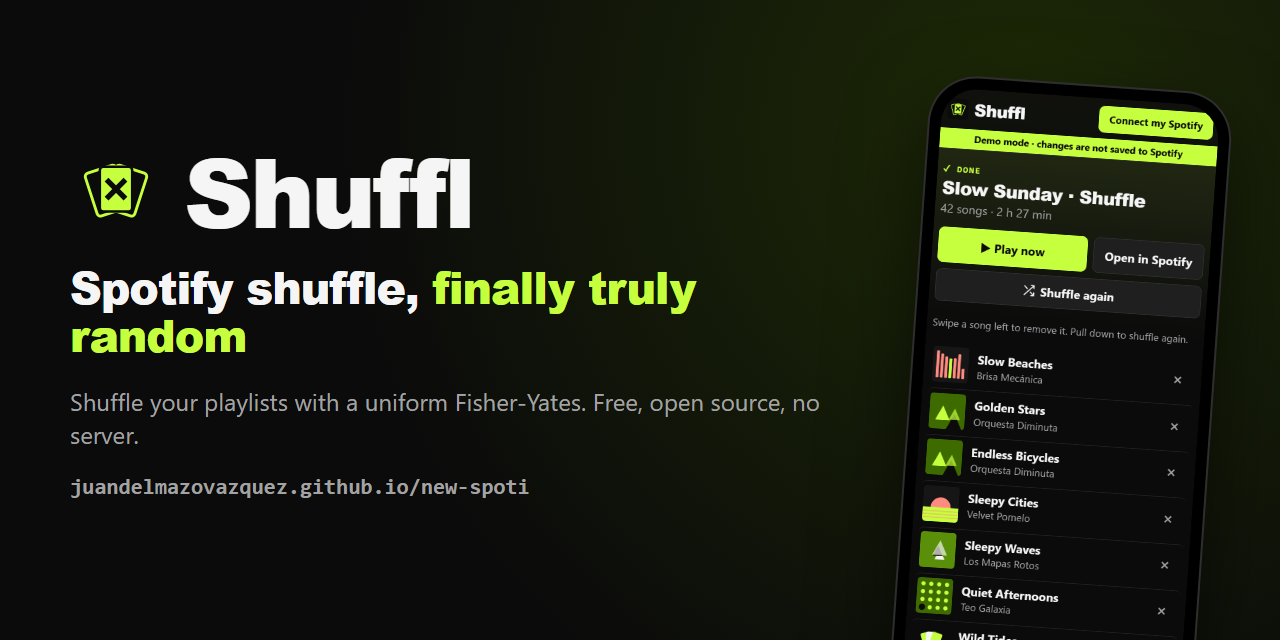 Shuffl
Spotify shuffle, finally truly
random
Shuffle your playlists with a uniform Fisher-Yates. Free, open source, no
server.
juandelmazovazquez.github.io/new-spoti
Shuffl
Connect my Spotify
Demo mode · changes are not saved to Spotify
✓ DONE
Slow Sunday · Shuffle
42 songs · 2 h 27 min
▶ Play now
Open in Spotify
Shuffle again
Swipe a song left to remove it. Pull down to shuffle again.
Slow Beaches
Brisa Mecánica
Golden Stars
Orquesta Diminuta
Endless Bicycles
Orquesta Diminuta
Sleepy Cities
Velvet Pomelo
Sleepy Waves
Los Mapas Rotos
Quiet Afternoons
Teo Galaxia
Wild